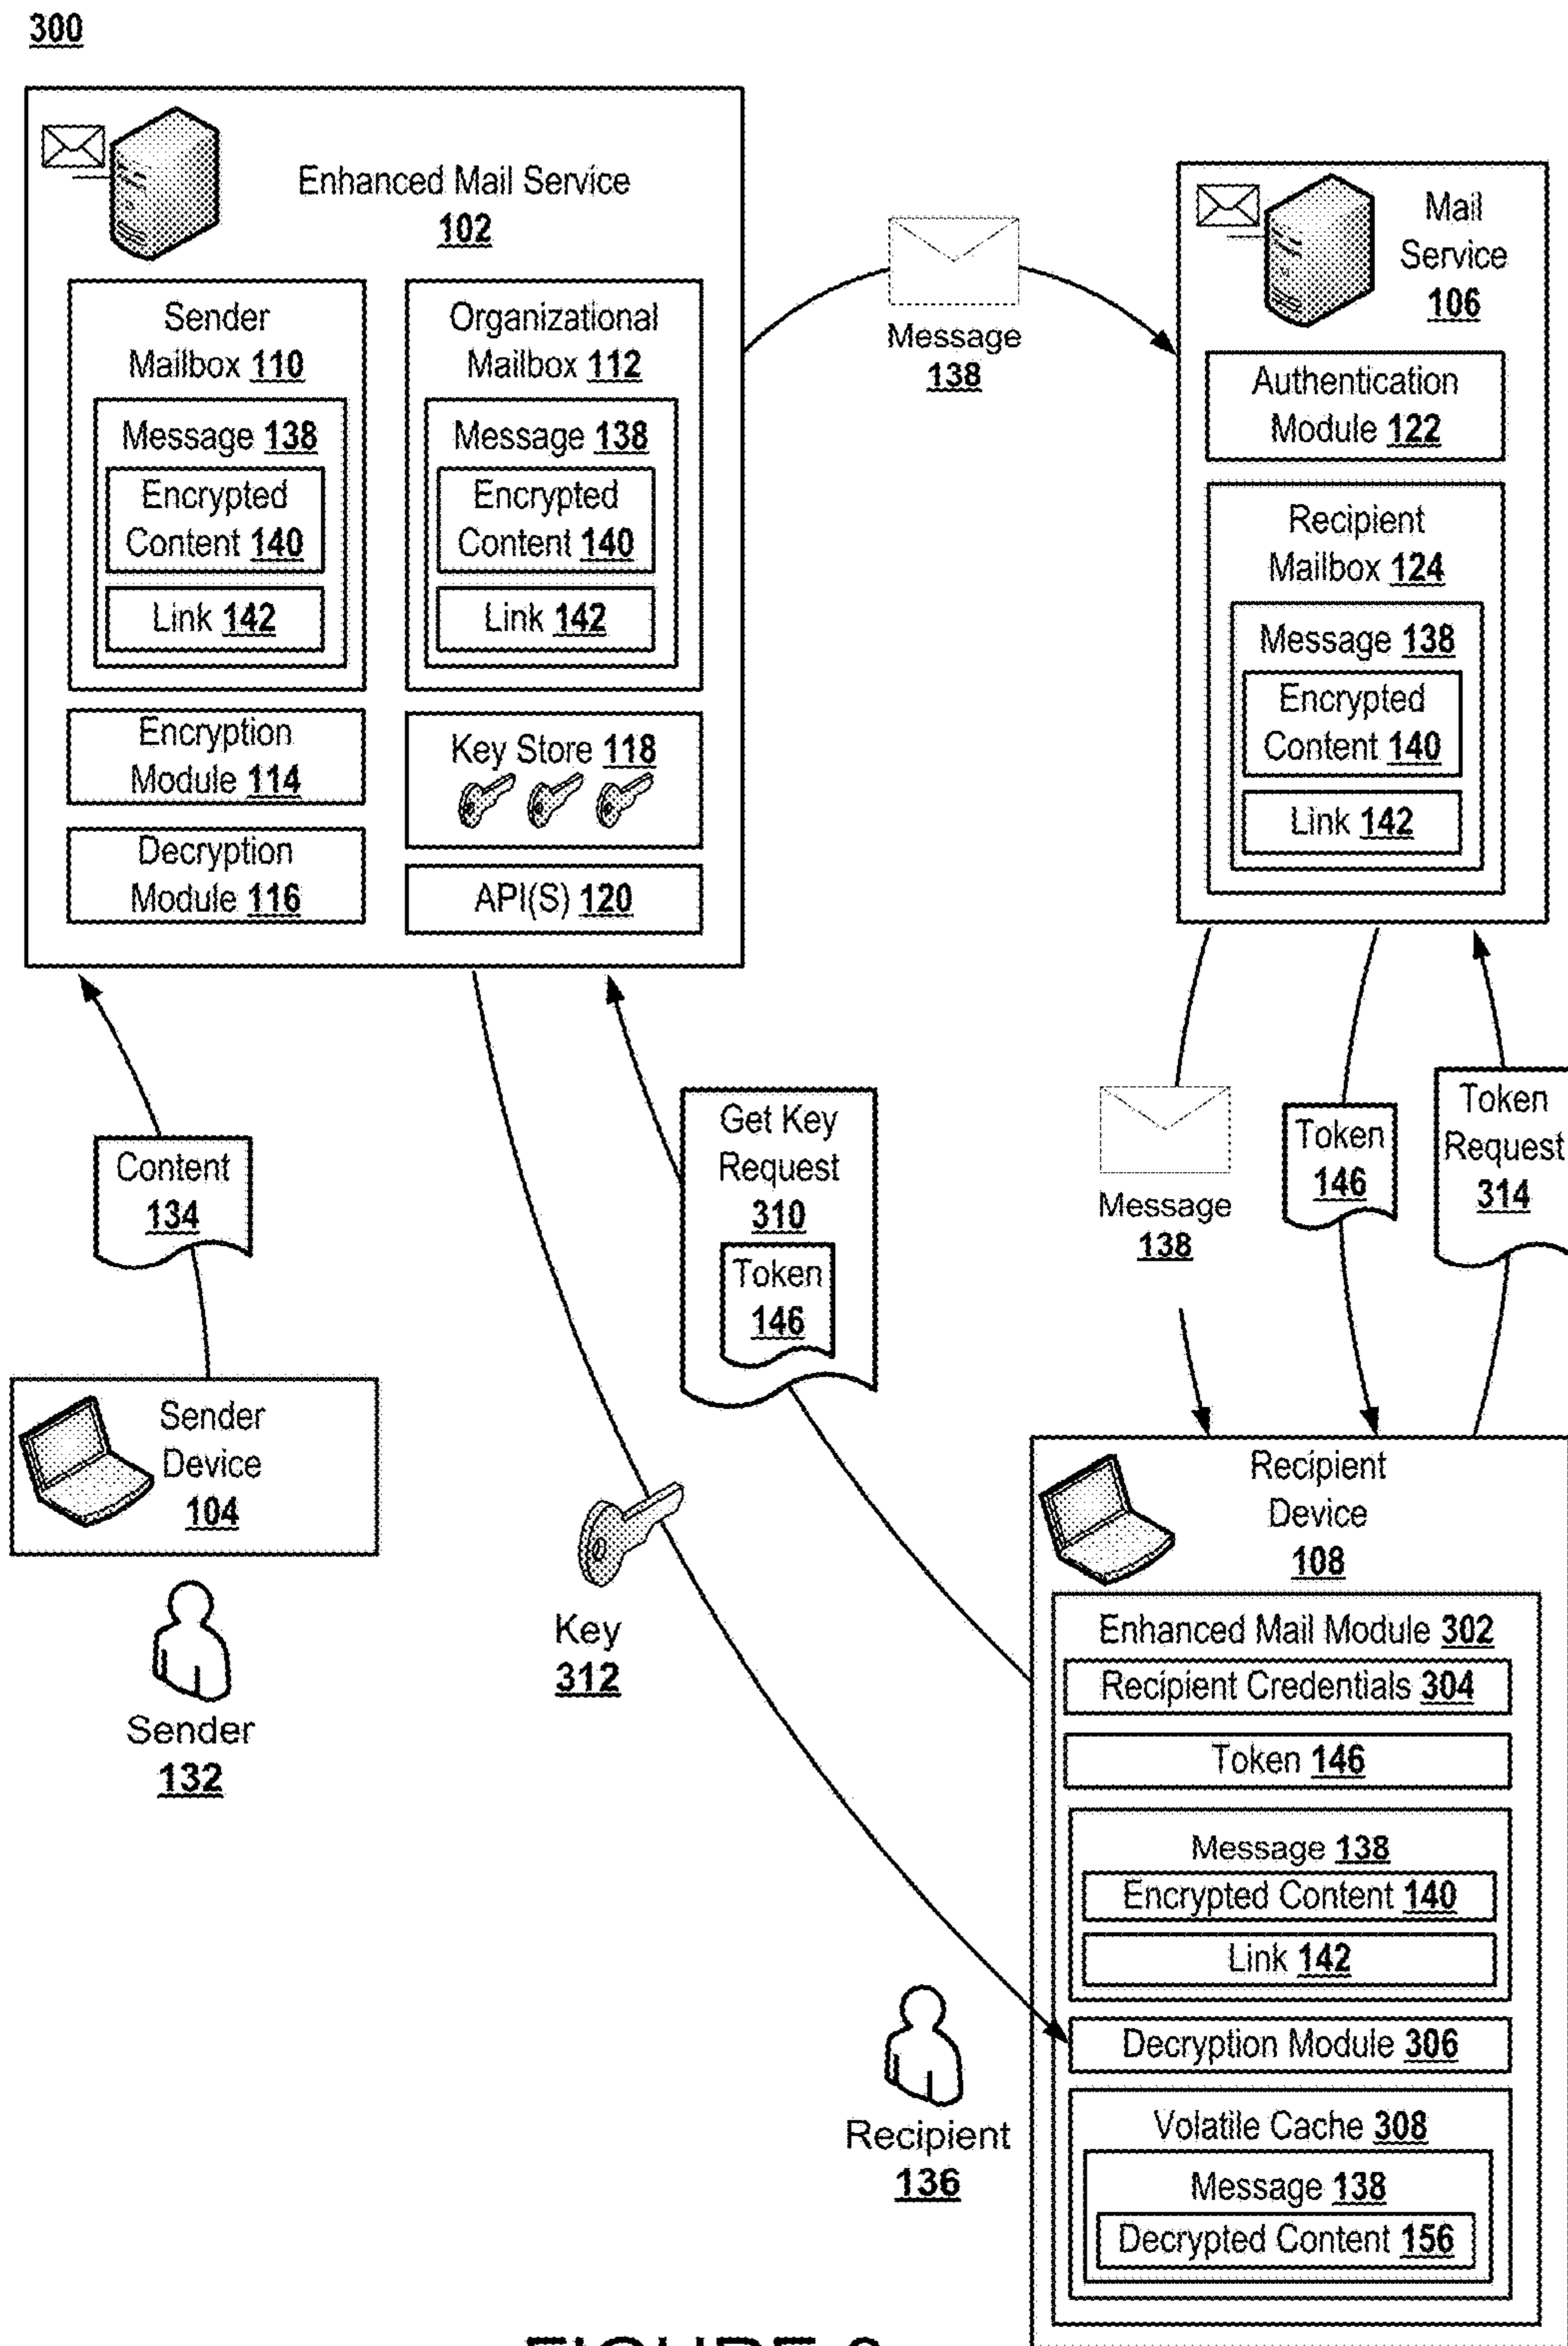 300
Enhanced Mail Service
102
Sender
Mailbox 110
Message 138
Encrypted
Content 140
Link 142
Organizational
Mailbox 112
Message 138
Encrypted
Content 140
Link 142
Encryption
Module 114
Decryption
Module 116
Key Store 118
API(S) 120
Message
138
Mail
Service
106
Authentication
Module 122
Recipient
Mailbox 124
Message 138
Encrypted
Content 140
Link 142
Content
134
Get Key
Request
310
Token
146
Message
138
Token
146
Token
Request
314
Sender
Device
104
Sender
132
Key
312
Recipient
Device
108
Enhanced Mail Module 302
Recipient Credentials 304
Token 146
Message 138
Encrypted Content 140
Link 142
Decryption Module 306
Volatile Cache 308
Message 138
Decrypted Content 156
Recipient
136
FIGURE